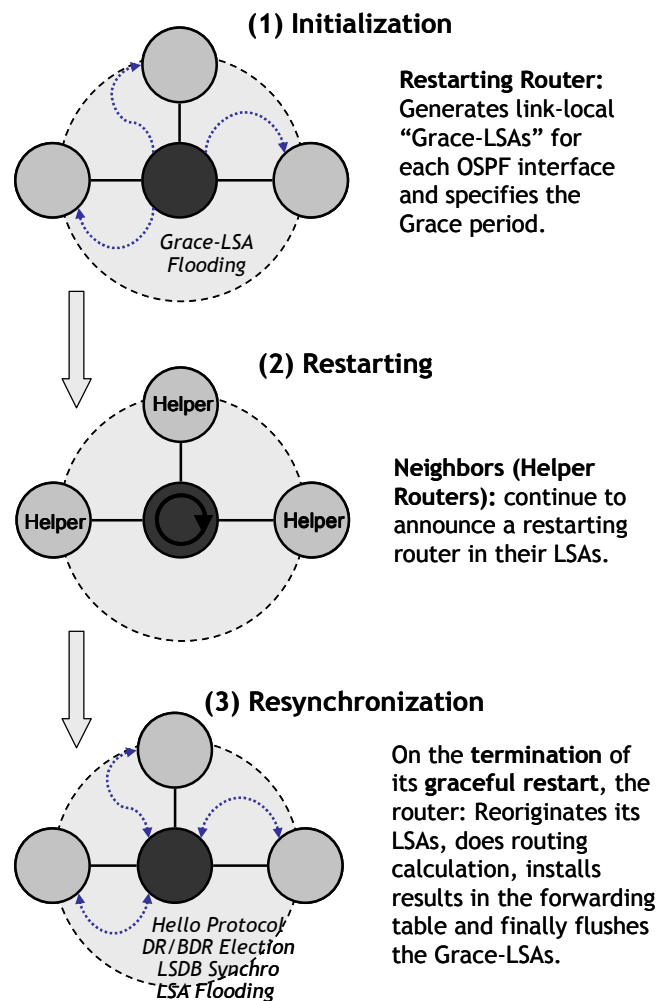 (1) Initialization
Restarting Router:
Generates link-local
“Grace-LSAs” for
each OSPF interface
and specifies the
Grace period.
Grace-LSA
Flooding
(2) Restarting
Helper
Helper
Helper
Neighbors (Helper
Routers): continue to
announce a restarting
router in their LSAs.
(3) Resynchronization
On the termination of
its graceful restart, the
router: Reoriginates its
LSAs, does routing
calculation, installs
results in the forwarding
table and finally flushes
the Grace-LSAs.
Hello Protocol
DR/BDR Election
LSDB Synchro
LSA Flooding